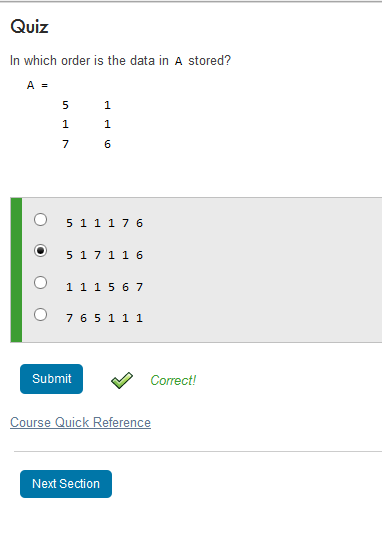 Quiz
In which order is the data in A stored?
A =
5 1
1 1
7 6
5 1 1 1 7 6
5 1 7 1 1 6
1 1 1 5 6 7
7 6 5 1 1 1
Submit Correct!
Course Quick Reference
Next Section